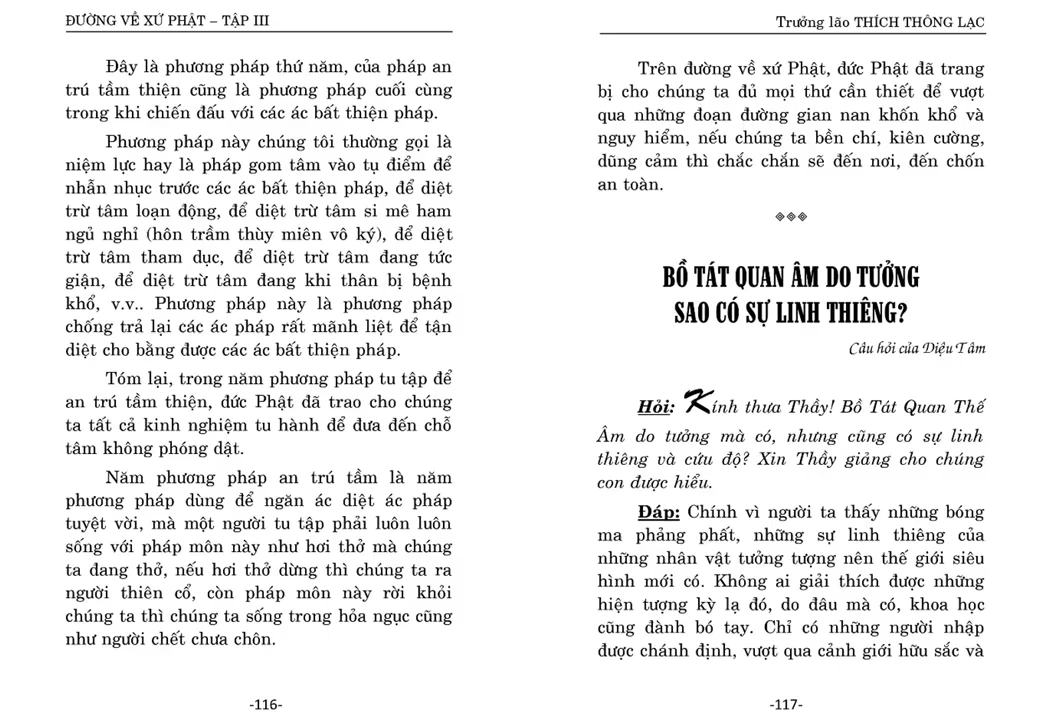 ĐƯỜNG VỀ XỨ PHẬT – TẬP III
Đây là phương pháp thứ năm, của pháp an
trú tầm thiện cũng là phương pháp cuối cùng
trong khi chiến đấu với các ác bất thiện pháp.
Phương pháp này chúng tôi thường gọi là
niệm lực hay là pháp gom tâm vào tụ điểm để
nhẫn nhục trước các ác bất thiện pháp, để diệt
trừ tâm loạn động, để diệt trừ tâm si mê ham
ngủ nghỉ (hôn trầm thùy miên vô ký), để diệt
trừ tâm tham dục, để diệt trừ tâm đang tức
giận, để diệt trừ tâm đang khi thân bị bệnh
khổ, v.v.. Phương pháp này là phương pháp
chống trả lại các ác pháp rất mãnh liệt để tận
diệt cho bằng được các ác bất thiện pháp.
Tóm lại, trong năm phương pháp tu tập để
an trú tầm thiện, đức Phật đã trao cho chúng
ta tất cả kinh nghiệm tu hành để đưa đến chỗ
tâm không phóng dật.
Năm phương pháp an trú tầm là năm
phương pháp dùng để ngăn ác diệt ác pháp
tuyệt vời, mà một người tu tập phải luôn luôn
sống với pháp môn này như hơi thở mà chúng
ta đang thở, nếu hơi thở dừng thì chúng ta ra
người thiên cổ, còn pháp môn này rời khỏi
chúng ta thì chúng ta sống trong hỏa ngục cũng
như người chết chưa chôn.
-116-
Trưởng lão THÍCH THÔNG LẠC
Trên đường về xứ Phật, đức Phật đã trang
bị cho chúng ta đủ mọi thứ cần thiết để vượt
qua những đoạn đường gian nan khốn khổ và
nguy hiểm, nếu chúng ta bền chí, kiên cường,
dũng cảm thì chắc chắn sẽ đến nơi, đến chốn
an toàn.
BỒ TÁT QUAN ÂM DO TƯỞNG
SAO CÓ SỰ LINH THIÊNG?
Câu hỏi của Diệu Tâm
Hỏi: Kính thưa Thầy! Bồ Tát Quan Thế
Âm do tưởng mà có, nhưng cũng có sự linh
thiêng và cứu độ? Xin Thầy giảng cho chúng
con được hiểu.
Đáp: Chính vì người ta thấy những bóng
ma phảng phất, những sự linh thiêng của
những nhân vật tưởng tượng nên thế giới siêu
hình mới có. Không ai giải thích được những
hiện tượng kỳ lạ đó, do đâu mà có, khoa học
cũng đành bó tay. Chỉ có những người nhập
được chánh định, vượt qua cảnh giới hữu sắc và
-117-